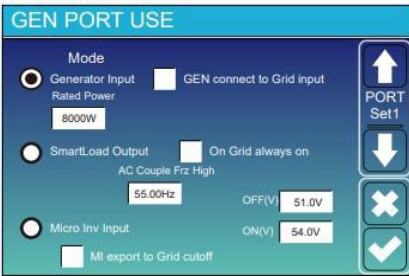 GEN PORT USE
Mode
Generator Input GEN connect to Grid input
Rated Power
8000W
PORT
Set1
SmartLoad Output On Grid always on
AC Couple Frz High
55.00Hz
OFF(V) 51.0V
Micro Inv Input ON(V) 54.0V
MI export to Grid cutoff